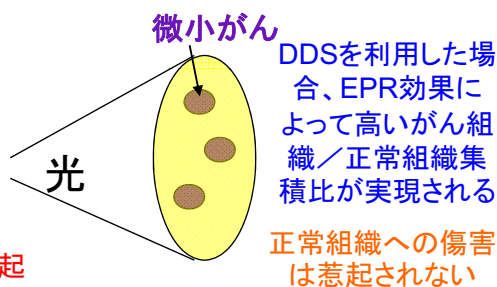 微小がん
DDSを利用した場
合、EPR効果に
よって高いがん組
織／正常組織集
積比が実現される
光
正常組織への傷害
は惹起されない
起